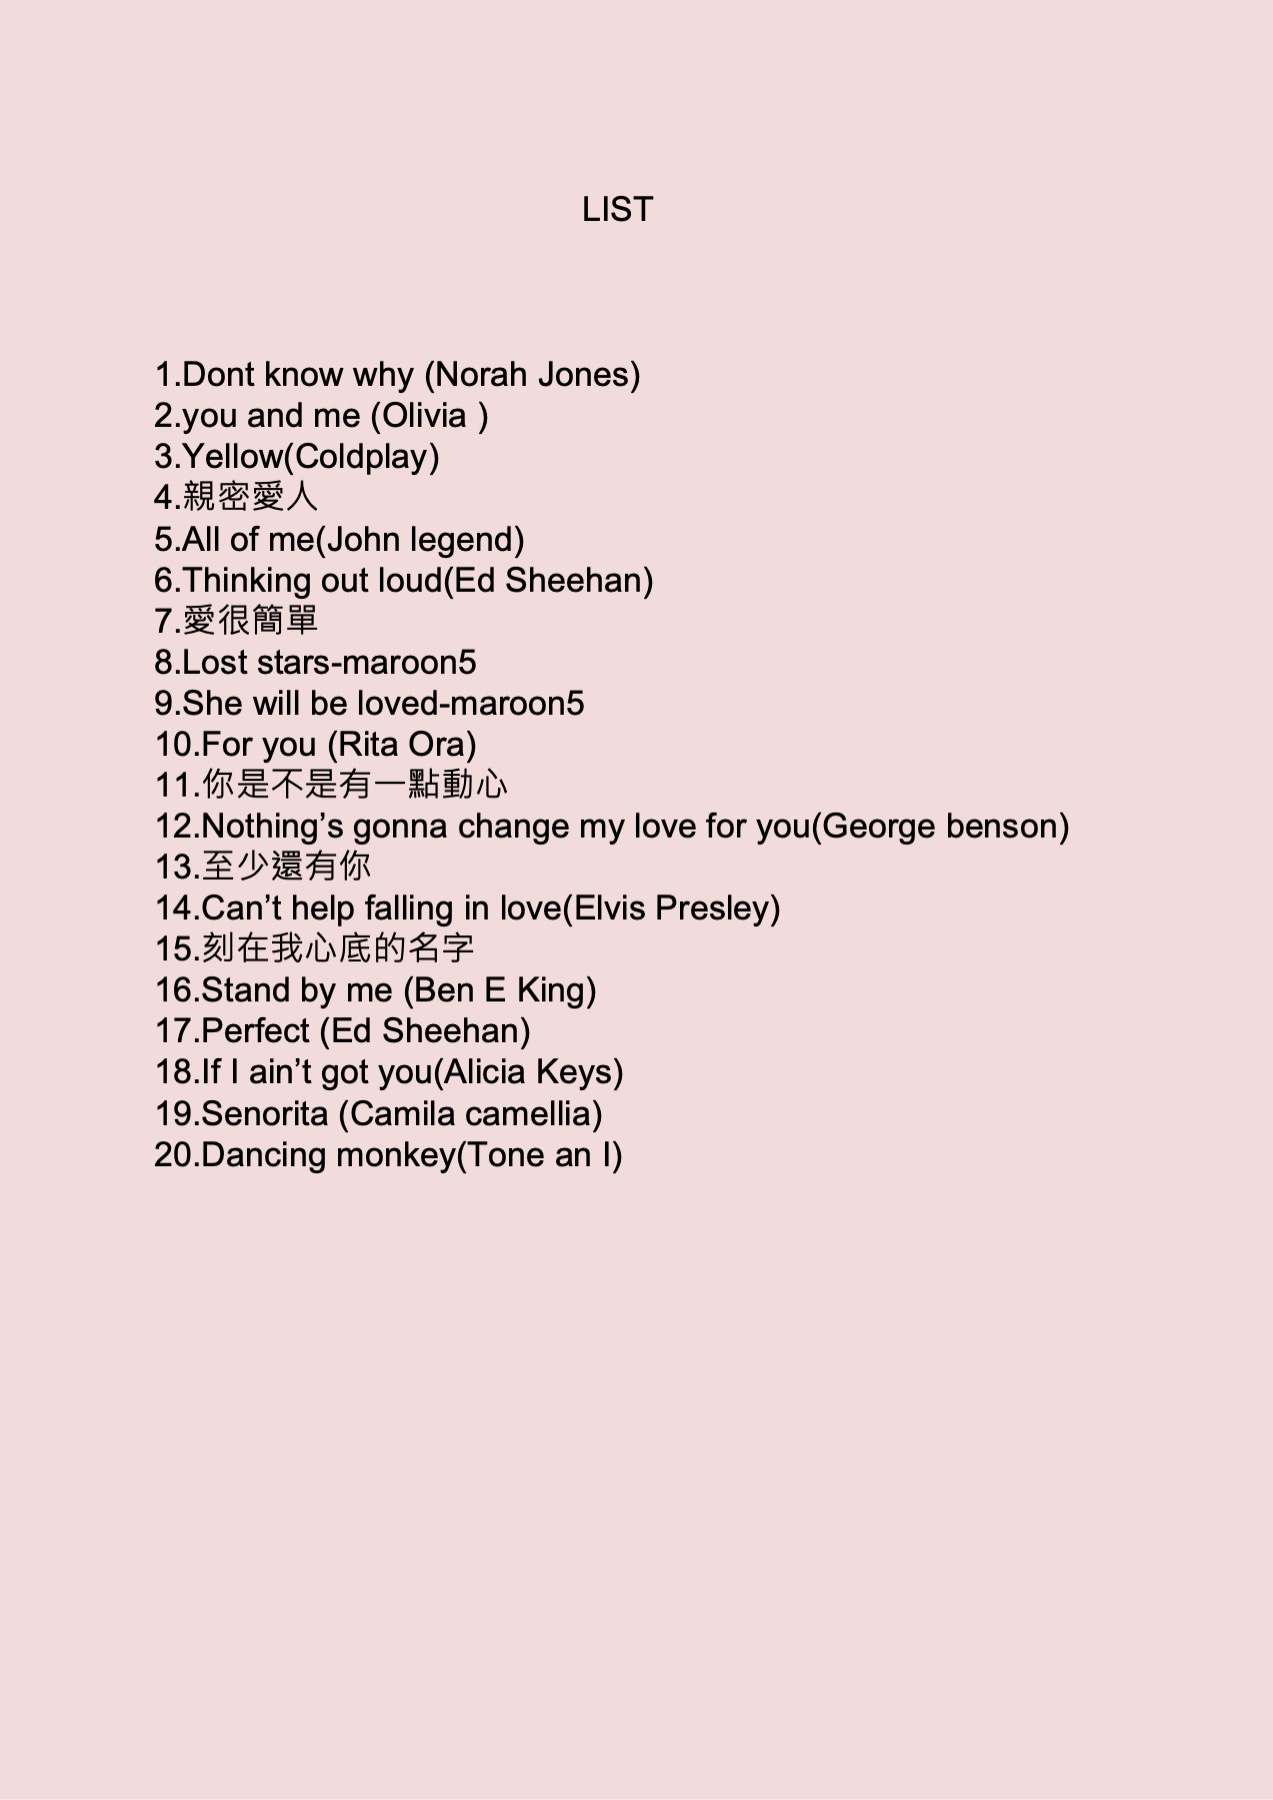 LIST
1.Dont know why (Norah Jones)
2.you and me (Olivia )
3.Yellow(Coldplay)
4.親密愛人
5.All of me(John legend)
6.Thinking out loud(Ed Sheehan)
7.愛很簡單
8.Lost stars-maroon5
9.She will be loved-maroon5
10.For you (Rita Ora)
11.你是不是有一點動心
12.Nothing’s gonna change my love for you(George benson)
13.至少還有你
14.Can’t help falling in love(Elvis Presley)
15.刻在我心底的名字
16.Stand by me (Ben E King)
17.Perfect (Ed Sheehan)
18.If I ain’t got you(Alicia Keys)
19.Senorita (Camila camellia)
20.Dancing monkey(Tone an I)